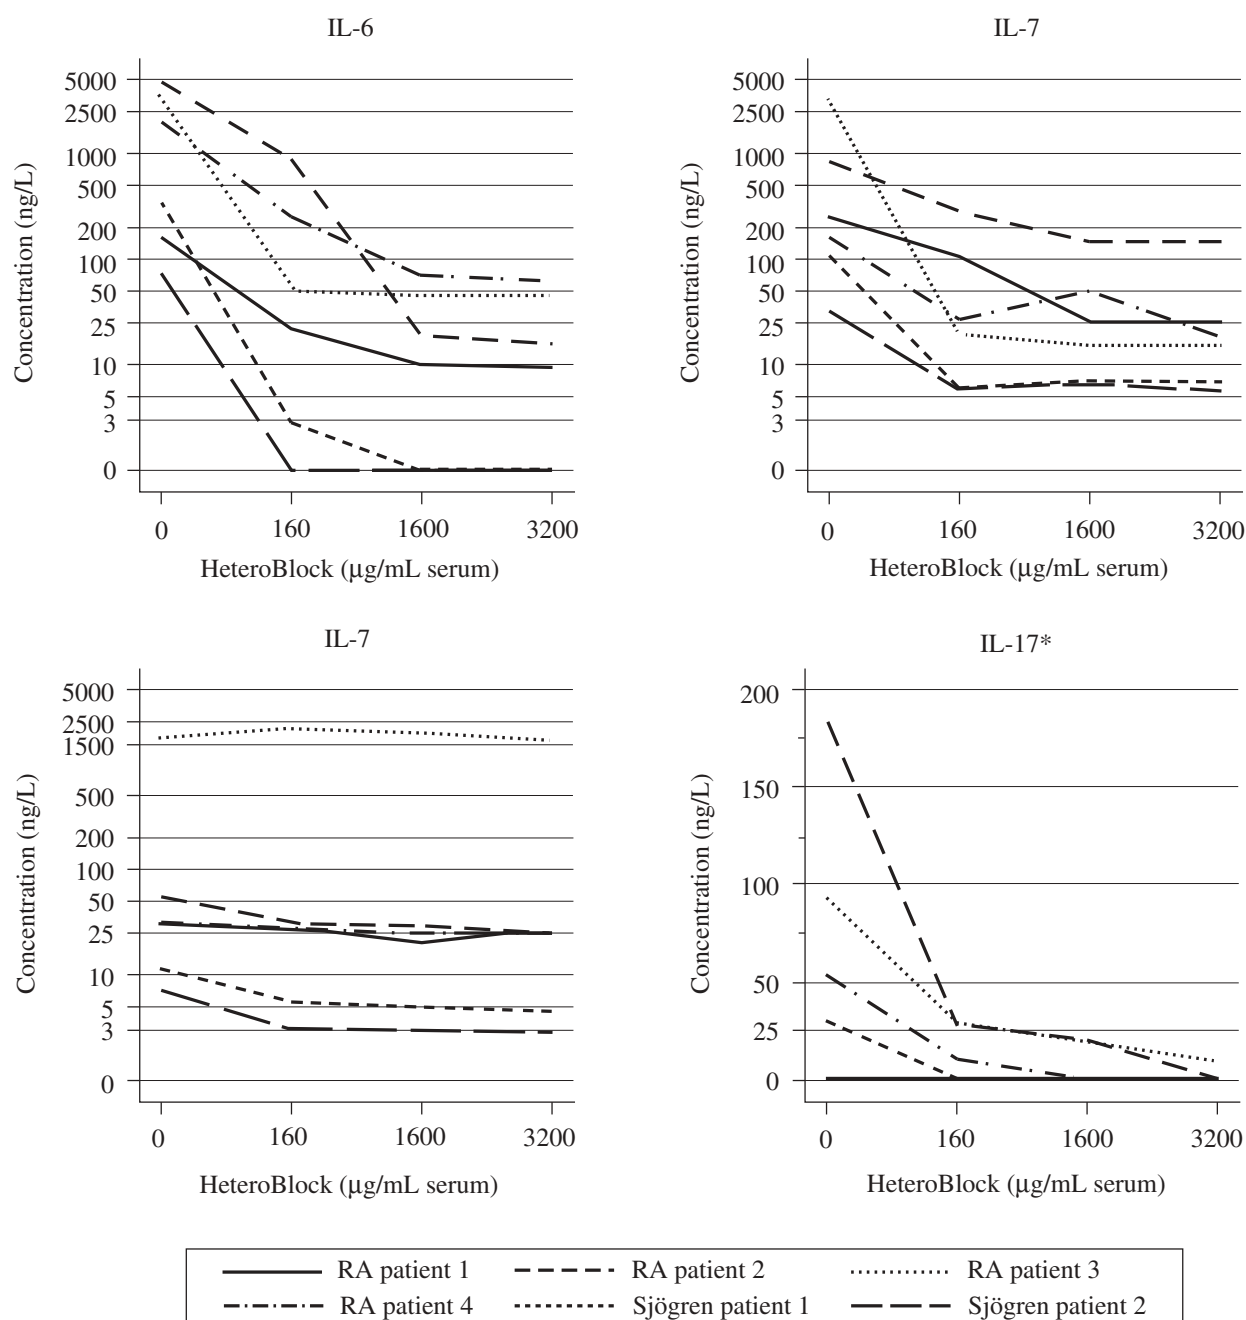 IL-6
Concentration (ng/L)
5000
2500
1000
500
200
100
50
25
10
5
3
0
0 160 1600 3200
HeteroBlock (μg/mL serum)
IL-7
Concentration (ng/L)
5000
2500
1000
500
200
100
50
25
10
5
3
0
0 160 1600 3200
HeteroBlock (μg/mL serum)
IL-7
Concentration (ng/L)
5000
2500
1500
500
200
100
50
25
10
5
3
0
0 160 1600 3200
HeteroBlock (μg/mL serum)
IL-17*
Concentration (ng/L)
200
150
100
50
25
0
0 160 1600 3200
HeteroBlock (μg/mL serum)
RA patient 1 RA patient 2 RA patient 3
RA patient 4 Sjögren patient 1 Sjögren patient 2